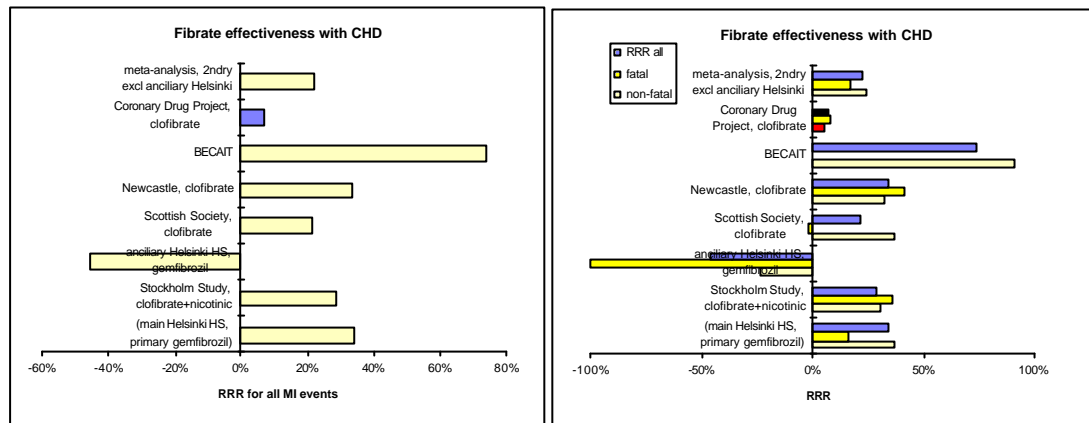 Fibrate effectiveness with CHD
meta-analysis, 2ndry
excl anciliary Helsinki
Coronary Drug Project,
clofibrate
BECAIT
Newcastle, clofibrate
Scottish Society,
clofibrate
anciliary Helsinki HS,
gemfibrozil
Stockholm Study,
clofibrate+nicotinic
(main Helsinki HS,
primary gemfibrozil)
-60% -40% -20% 0% 20% 40% 60% 80%
RRR for all MI events
Fibrate effectiveness with CHD
RRR all
fatal
non-fatal
meta-analysis, 2ndry
excl anciliary Helsinki
Coronary Drug
Project, clofibrate
BECAIT
Newcastle, clofibrate
Scottish Society,
clofibrate
anciliary Helsinki HS,
gemfibrozil
Stockholm Study,
clofibrate+nicotinic
(main Helsinki HS,
primary gemfibrozil)
-100% -50% 0% 50% 100%
RRR